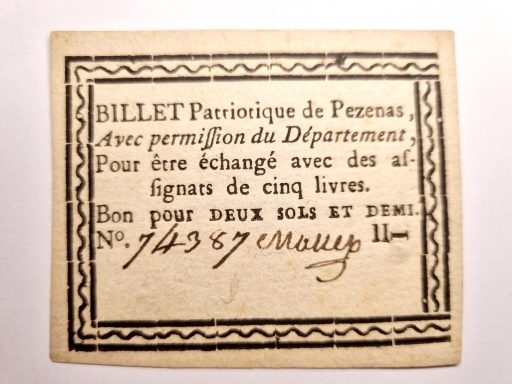 BILLET Patriotique de Pezenas,
Avec permiſſion du Département,
Pour être échangé avec des aſ-
ſignats de cinq livres.
Bon pour DEUX SOLS ET DEMI.
Nº. 74387